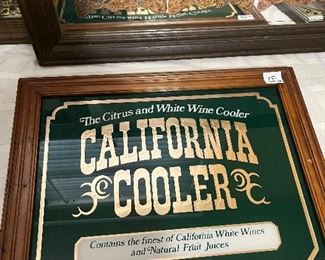 The Citrus and White Wine Cooler
CALIFORNIA
COOLER
Contains the finest of California White Wines
and Natural Fruit Juices